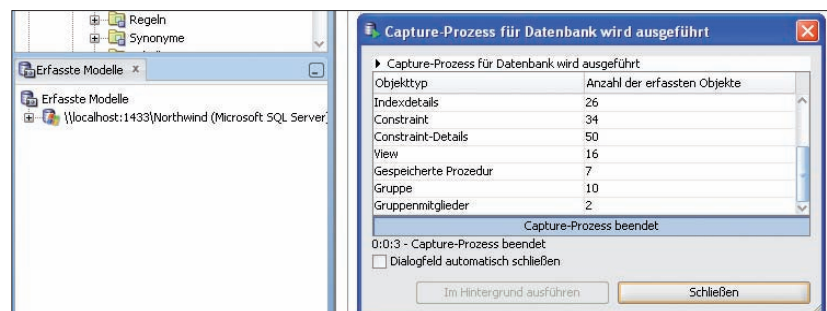 Regeln
Synonyme
Erfasste Modelle
Erfasste Modelle
\\localhost:1433\Northwind (Microsoft SQL Server)
Capture-Prozess für Datenbank wird ausgeführt
Capture-Prozess für Datenbank wird ausgeführt
Objekttyp Anzahl der erfassten Objekte
Indexdetails 26
Constraint 34
Constraint-Details 50
View 16
Gespeicherte Prozedur 7
Gruppe 10
Gruppenmitglieder 2
Capture-Prozess beendet
0:0:3 - Capture-Prozess beendet
Dialogfeld automatisch schließen
Im Hintergrund ausführen Schließen